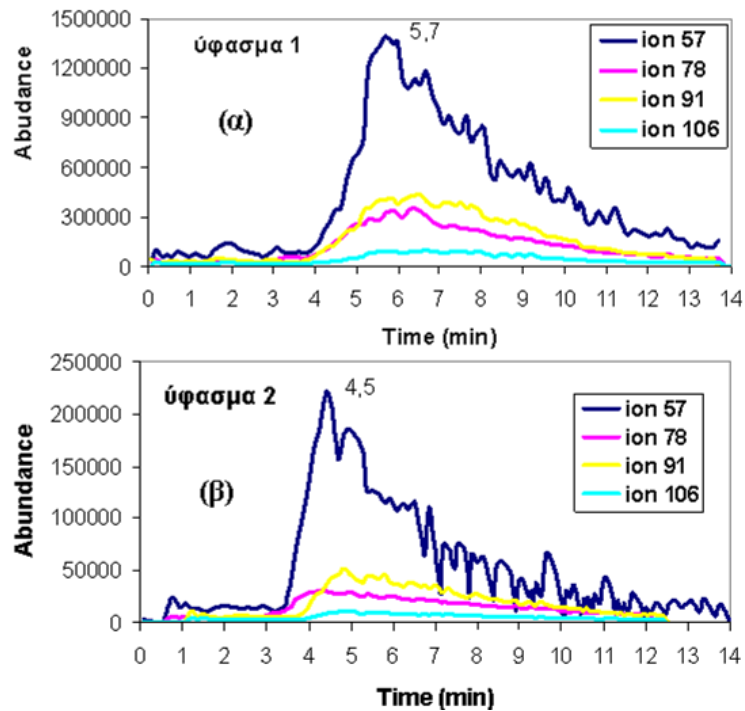 1500000
1200000
900000
600000
300000
0
Abudance
ύφασμα 1
(α)
5,7
ion 57
ion 78
ion 91
ion 106
0 1 2 3 4 5 6 7 8 9 10 11 12 13 14
Time (min)
250000
200000
150000
100000
50000
0
Abundance
ύφασμα 2
(β)
4,5
ion 57
ion 78
ion 91
ion 106
0 1 2 3 4 5 6 7 8 9 10 11 12 13 14
Time (min)